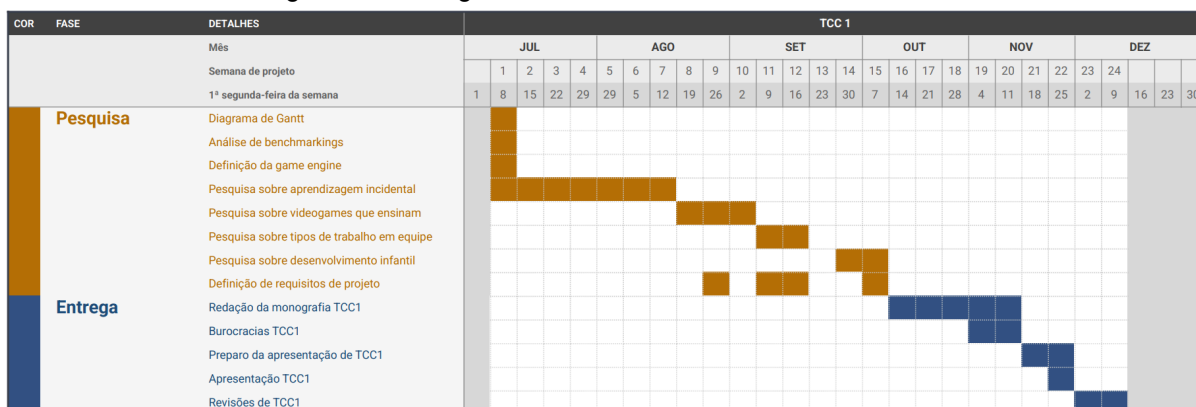 COR FASE DETALHES TCC 1
Mês JUL AGO SET OUT NOV DEZ
Semana de projeto 1 2 3 4 5 6 7 8 9 10 11 12 13 14 15 16 17 18 19 20 21 22 23 24
1ª segunda-feira da semana 1 8 15 22 29 29 5 12 19 26 2 9 16 23 30 7 14 21 28 4 11 18 25 2 9 16 23 30
Pesquisa Diagrama de Gantt
Análise de benchmarkings
Definição da game engine
Pesquisa sobre aprendizagem incidental
Pesquisa sobre videogames que ensinam
Pesquisa sobre tipos de trabalho em equipe
Pesquisa sobre desenvolvimento infantil
Definição de requisitos de projeto
Entrega Redação da monografia TCC1
Burocracias TCC1
Preparo da apresentação de TCC1
Apresentação TCC1
Revisões de TCC1